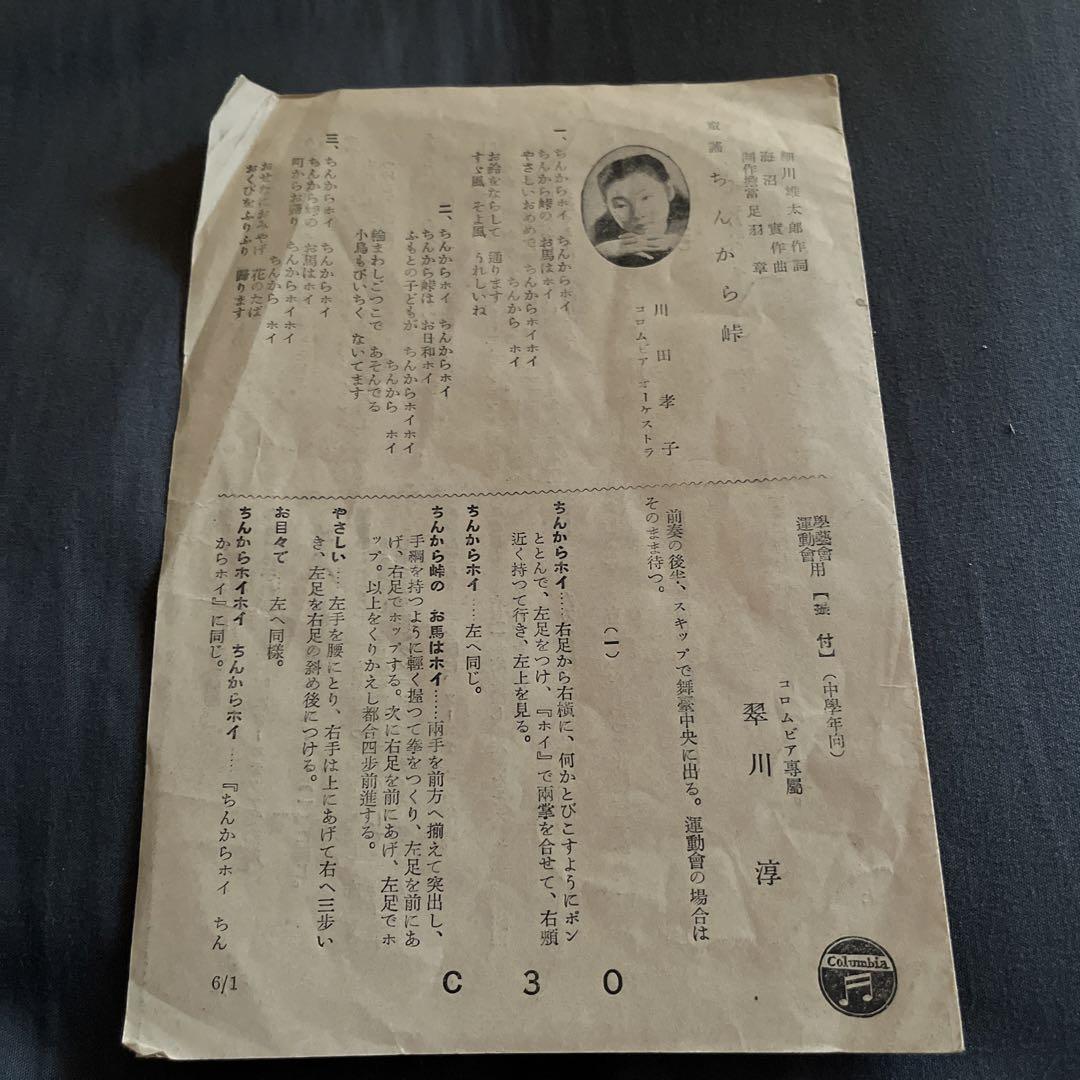 細川雄太郎作詞
海沼實作曲
制作擔當 足羽章
童謠 ちんから峠
川田孝子
コロムビア オーケストラ
一、ちんからホイ ちんからホイ
ちんから峠の お馬はホイ
やさしいおめめで ちんからホイホイ
ちんから ホイ
お鈴をならして 通ります
すゞ風 そよ風 うれしいね
二、ちんからホイ ちんからホイ
ちんから峠は お日和ホイ
ふもとの子どもが ちんからホイホイ
ちんから ホイ
輪まわしごつこで あそんでる
小鳥もぴいちく ないてます
三、ちんからホイ ちんからホイ
ちんから峠の お馬はホイ
町からお歸り ちんからホイホイ
ちんから ホイ
おせなにおみやげ 花のたば
おくびをふりふり 歸ります
學藝會用
運動會用
【振付】(中學年向)
コロムビア專屬
翠川 淳
前奏の後半、スキップで舞臺中央に出る。運動會の場合は
そのまま待つ。
(一)
ちんからホイ……右足から右横に、何かとびこすようにポン
ととんで、左足をつけ、『ホイ』で兩掌を合せて、右頰
近く持つて行き、左上を見る。
ちんからホイ……左へ同じ。
ちんから峠の お馬はホイ……兩手を前方へ揃えて突出し、
手綱を持つように輕く握つて拳をつくり、左足を前にあ
げ、右足でホップする。次に右足を前にあげ、左足でホ
ップ。以上をくりかえし都合四步前進する。
やさしい……左手を腰にとり、右手は上にあげて右へ三步い
き、左足を右足の斜め後につける。
お目々で……左へ同樣。
ちんからホイホイ ちんからホイ……『ちんからホイ ちん
からホイ』に同じ。
6/1
C30
Columbia